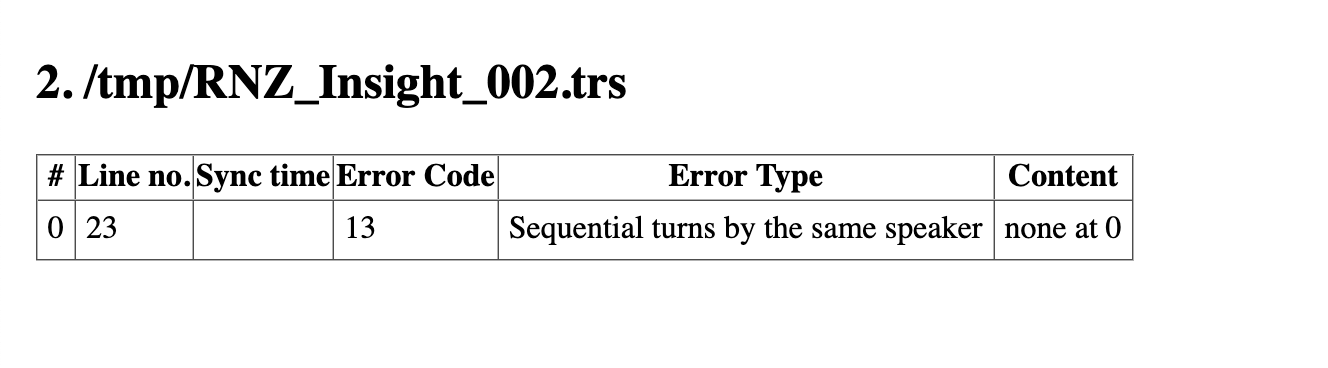 2. /tmp/RNZ_Insight_002.trs
# Line no. Sync time Error Code Error Type Content
0 23 13 Sequential turns by the same speaker none at 0